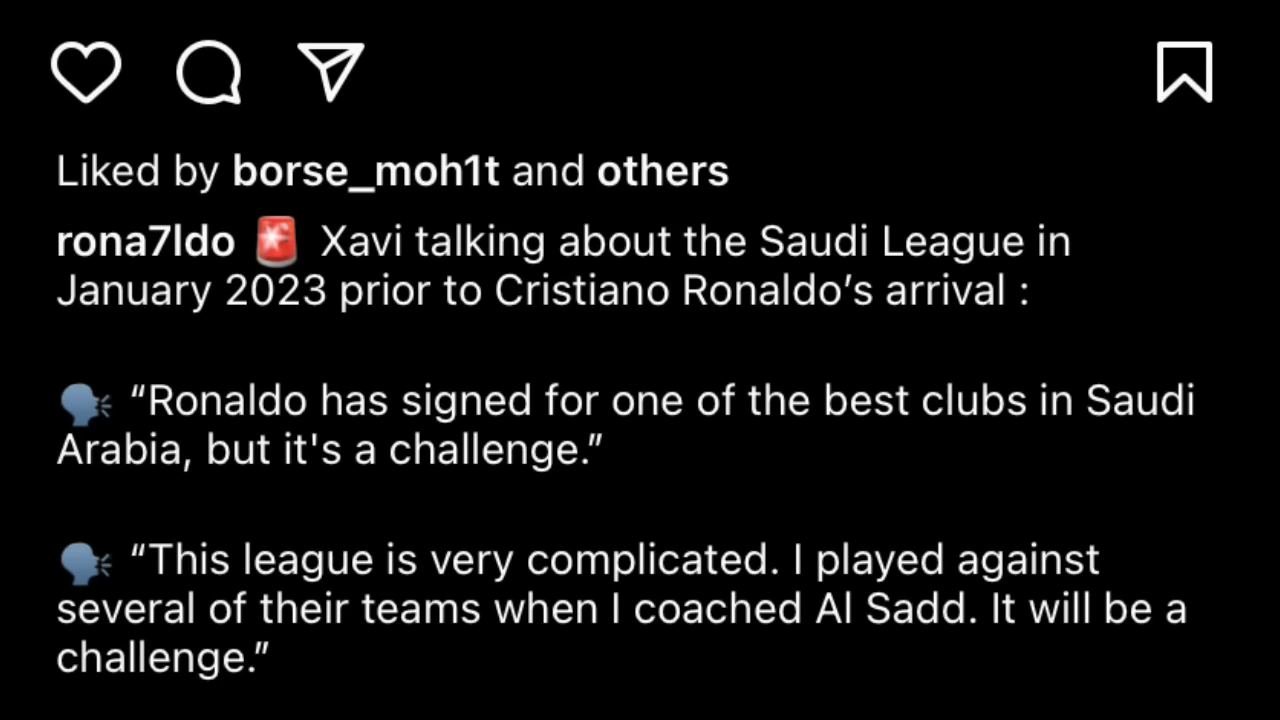 Liked by borse_moh1t and others
rona7ldo 🚨 Xavi talking about the Saudi League in
January 2023 prior to Cristiano Ronaldo’s arrival :
🗣️ “Ronaldo has signed for one of the best clubs in Saudi
Arabia, but it's a challenge.”
🗣️ “This league is very complicated. I played against
several of their teams when I coached Al Sadd. It will be a
challenge.”